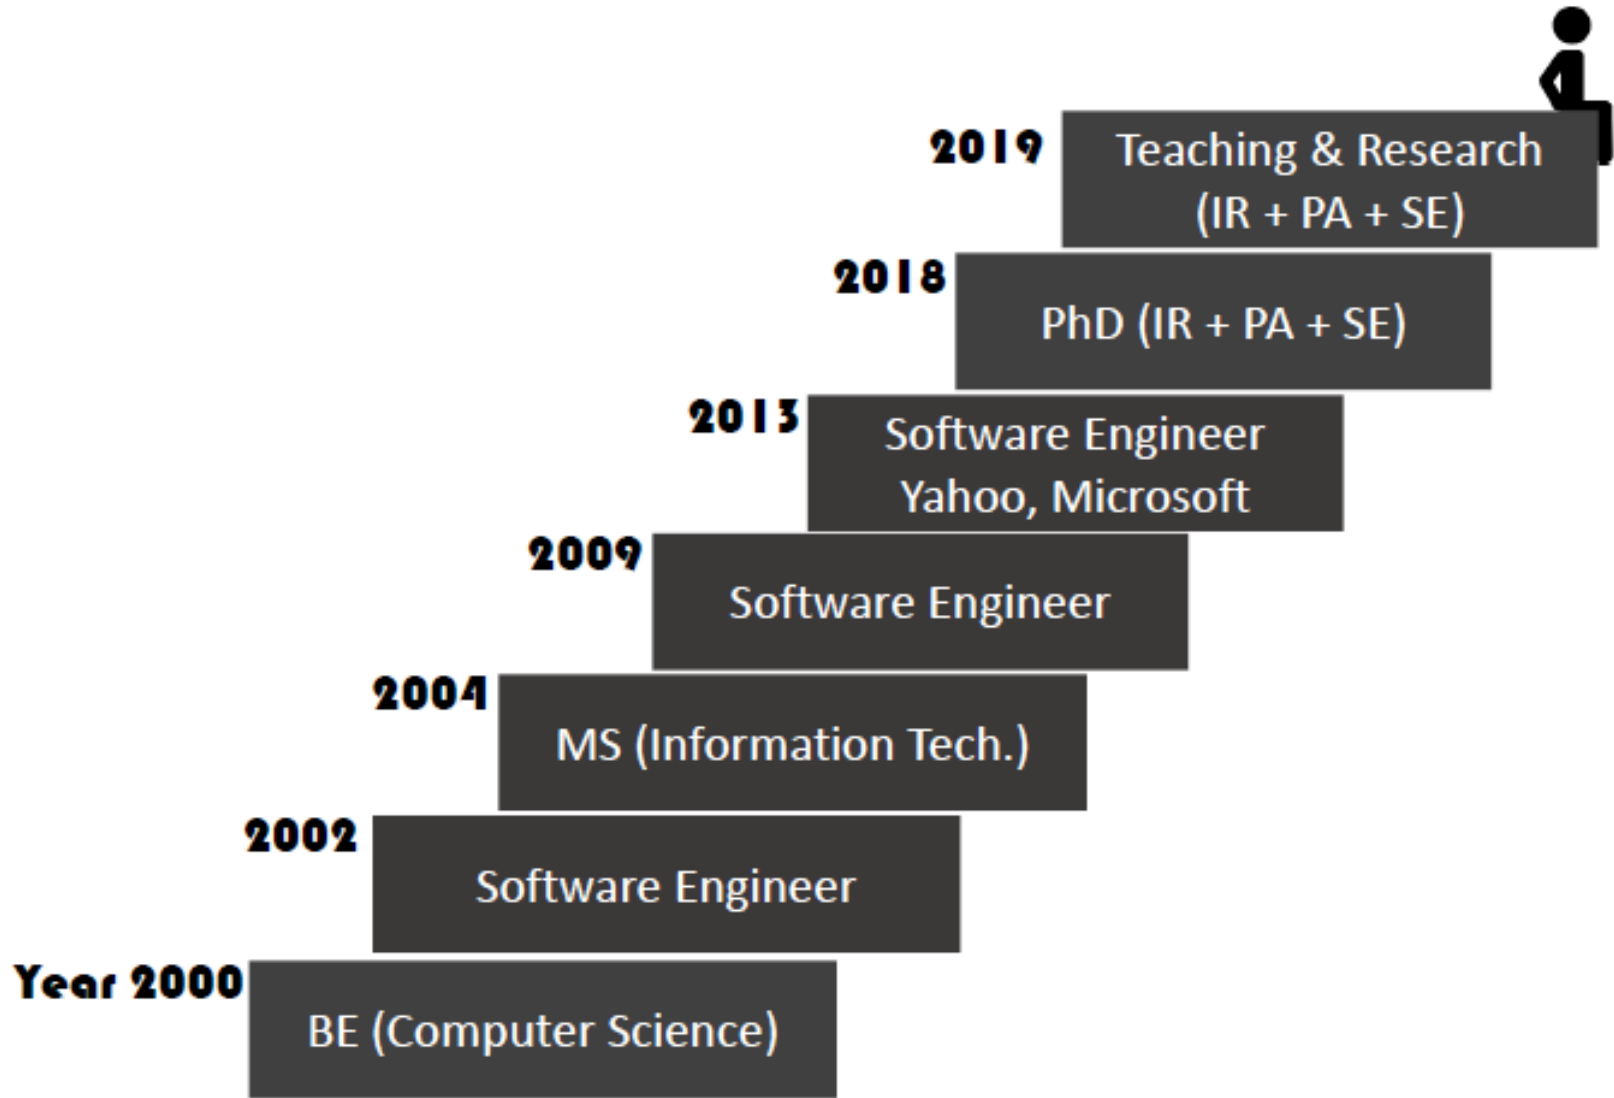 2019
Teaching & Research
(IR + PA + SE)
2018
PhD (IR + PA + SE)
2013
Software Engineer
Yahoo, Microsoft
2009
Software Engineer
2004
MS (Information Tech.)
2002
Software Engineer
Year 2000
BE (Computer Science)